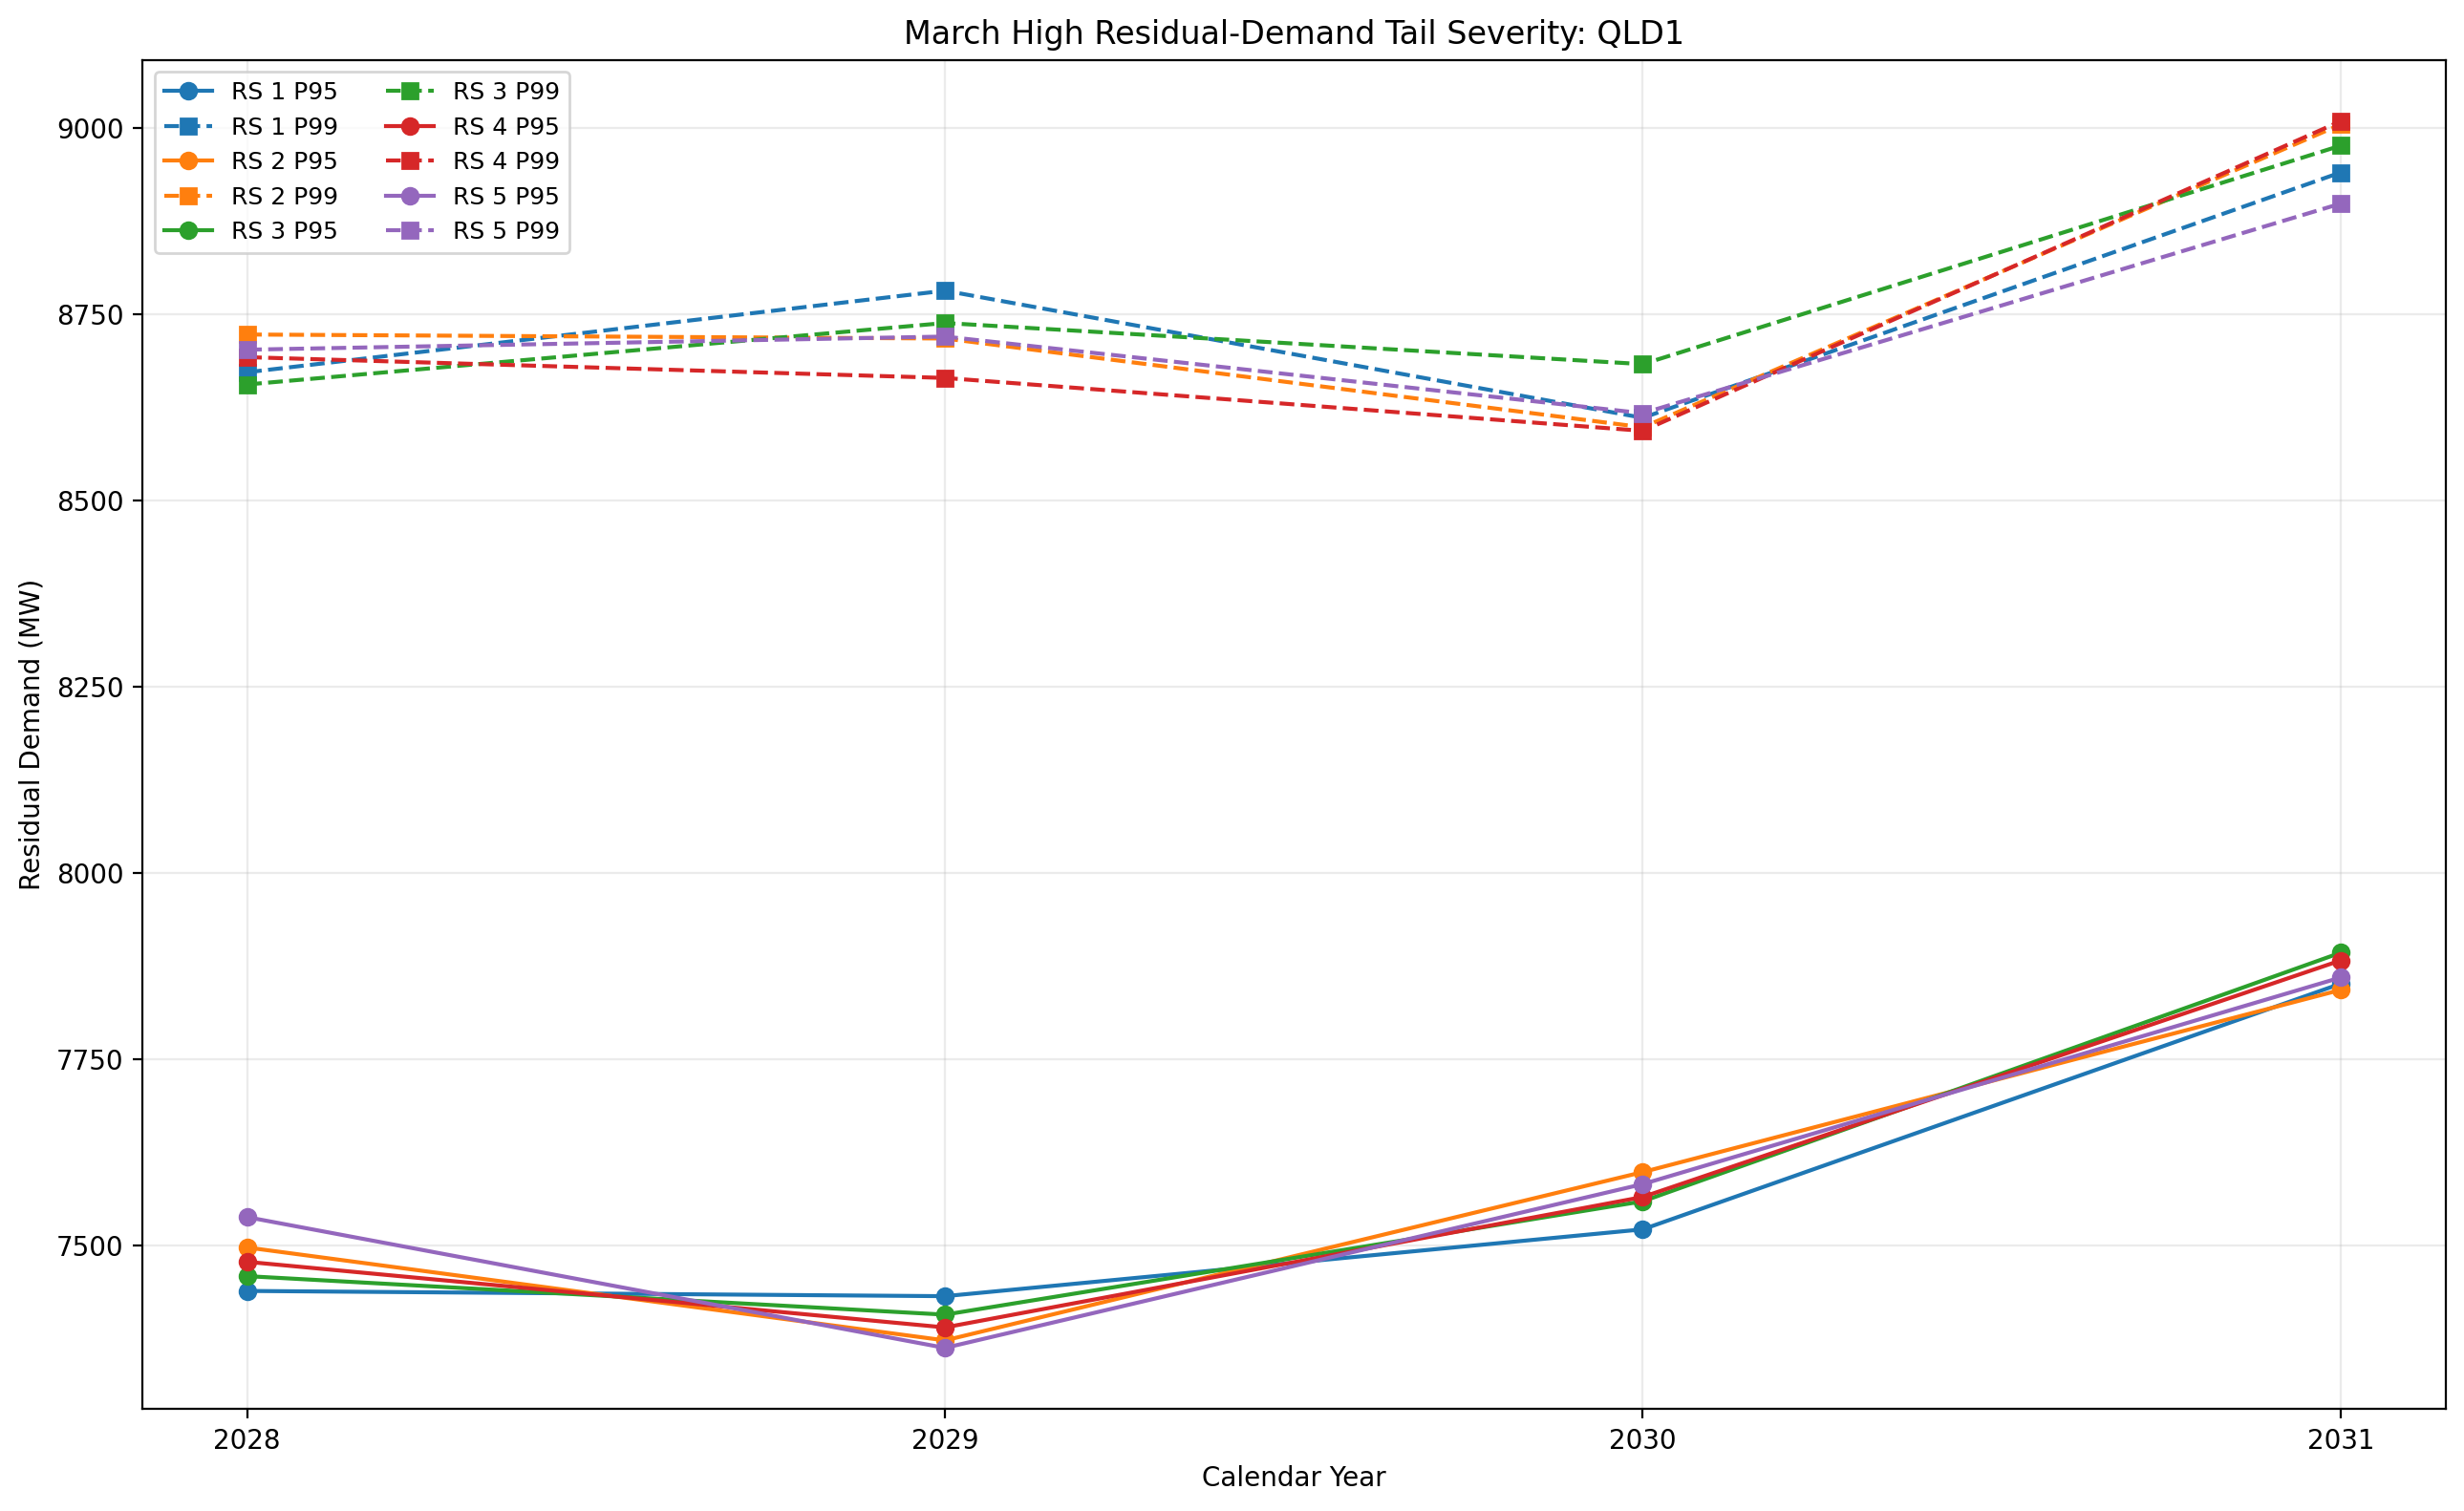 March High Residual-Demand Tail Severity: QLD1
RS 1 P95
RS 1 P99
RS 2 P95
RS 2 P99
RS 3 P95
RS 3 P99
RS 4 P95
RS 4 P99
RS 5 P95
RS 5 P99
9000
8750
8500
8250
8000
7750
7500
Residual Demand (MW)
2028 2029 2030 2031
Calendar Year